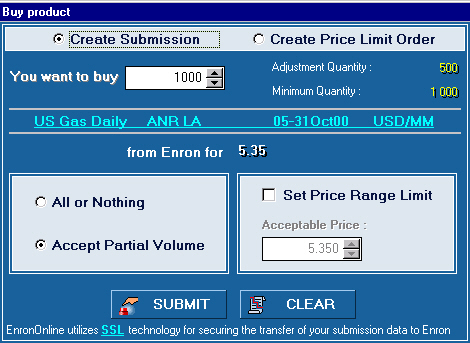 Buy product
Create Submission Create Price Limit Order
You want to buy 1000 Adjustment Quantity : 500
Minimum Quantity : 1 000
US Gas Daily ANR LA 05-31Oct00 USD/MM
from Enron for 5.35
All or Nothing
Accept Partial Volume
Set Price Range Limit
Acceptable Price :
5.350
SUBMIT CLEAR
EnronOnline utilizes SSL technology for securing the transfer of your submission data to Enron